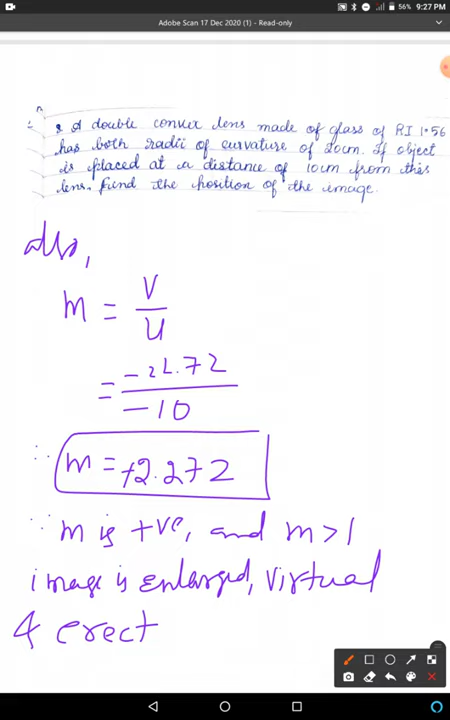 56% 9:27 PM
Adobe Scan 17 Dec 2020 - Read-only
A double convex lens made of glass of RI 1.56
has both radii of curvature of 20cm. If object
is placed at a distance of 10cm from this
lens. Find the position of the image.
also,
m = V/U
= -22.72/-10
∴ m = +2.272
∵ m is +ve, and m > 1
image is enlarged, virtual
& erect